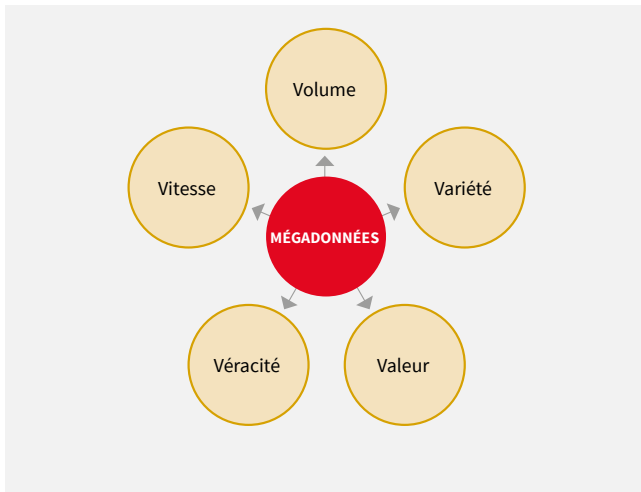 Volume
Vitesse
Variété
MÉGADONNÉES
Véracité
Valeur